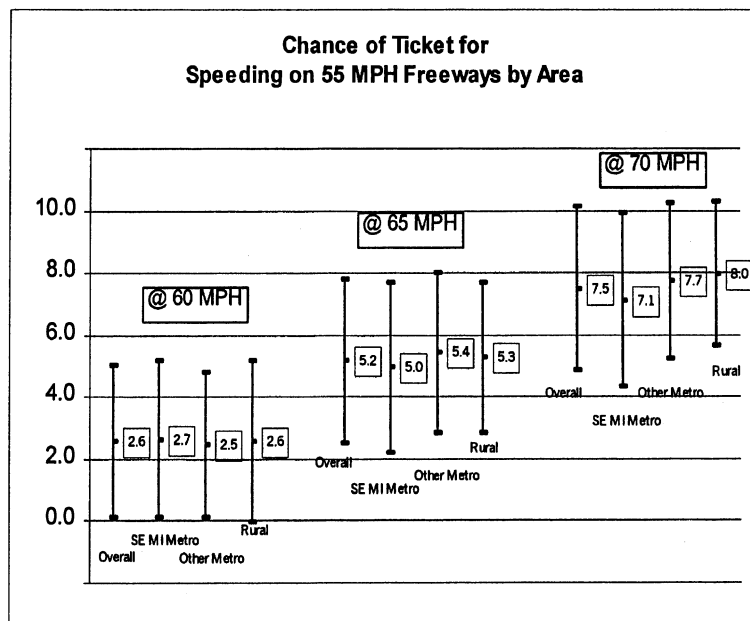 Chance of Ticket for
Speeding on 55 MPH Freeways by Area
@ 70 MPH
10.0
@ 65 MPH
8.0
7.5
7.1
7.7
8.0
@ 60 MPH
6.0
5.2
5.0
5.4
5.3
Rural
4.0
Overall
Other Metro
SE MI Metro
2.6
2.7
2.5
2.6
Rural
Overall
2.0
Other Metro
SE MI Metro
0.0
Rural
SE MI Metro
Overall
Other Metro